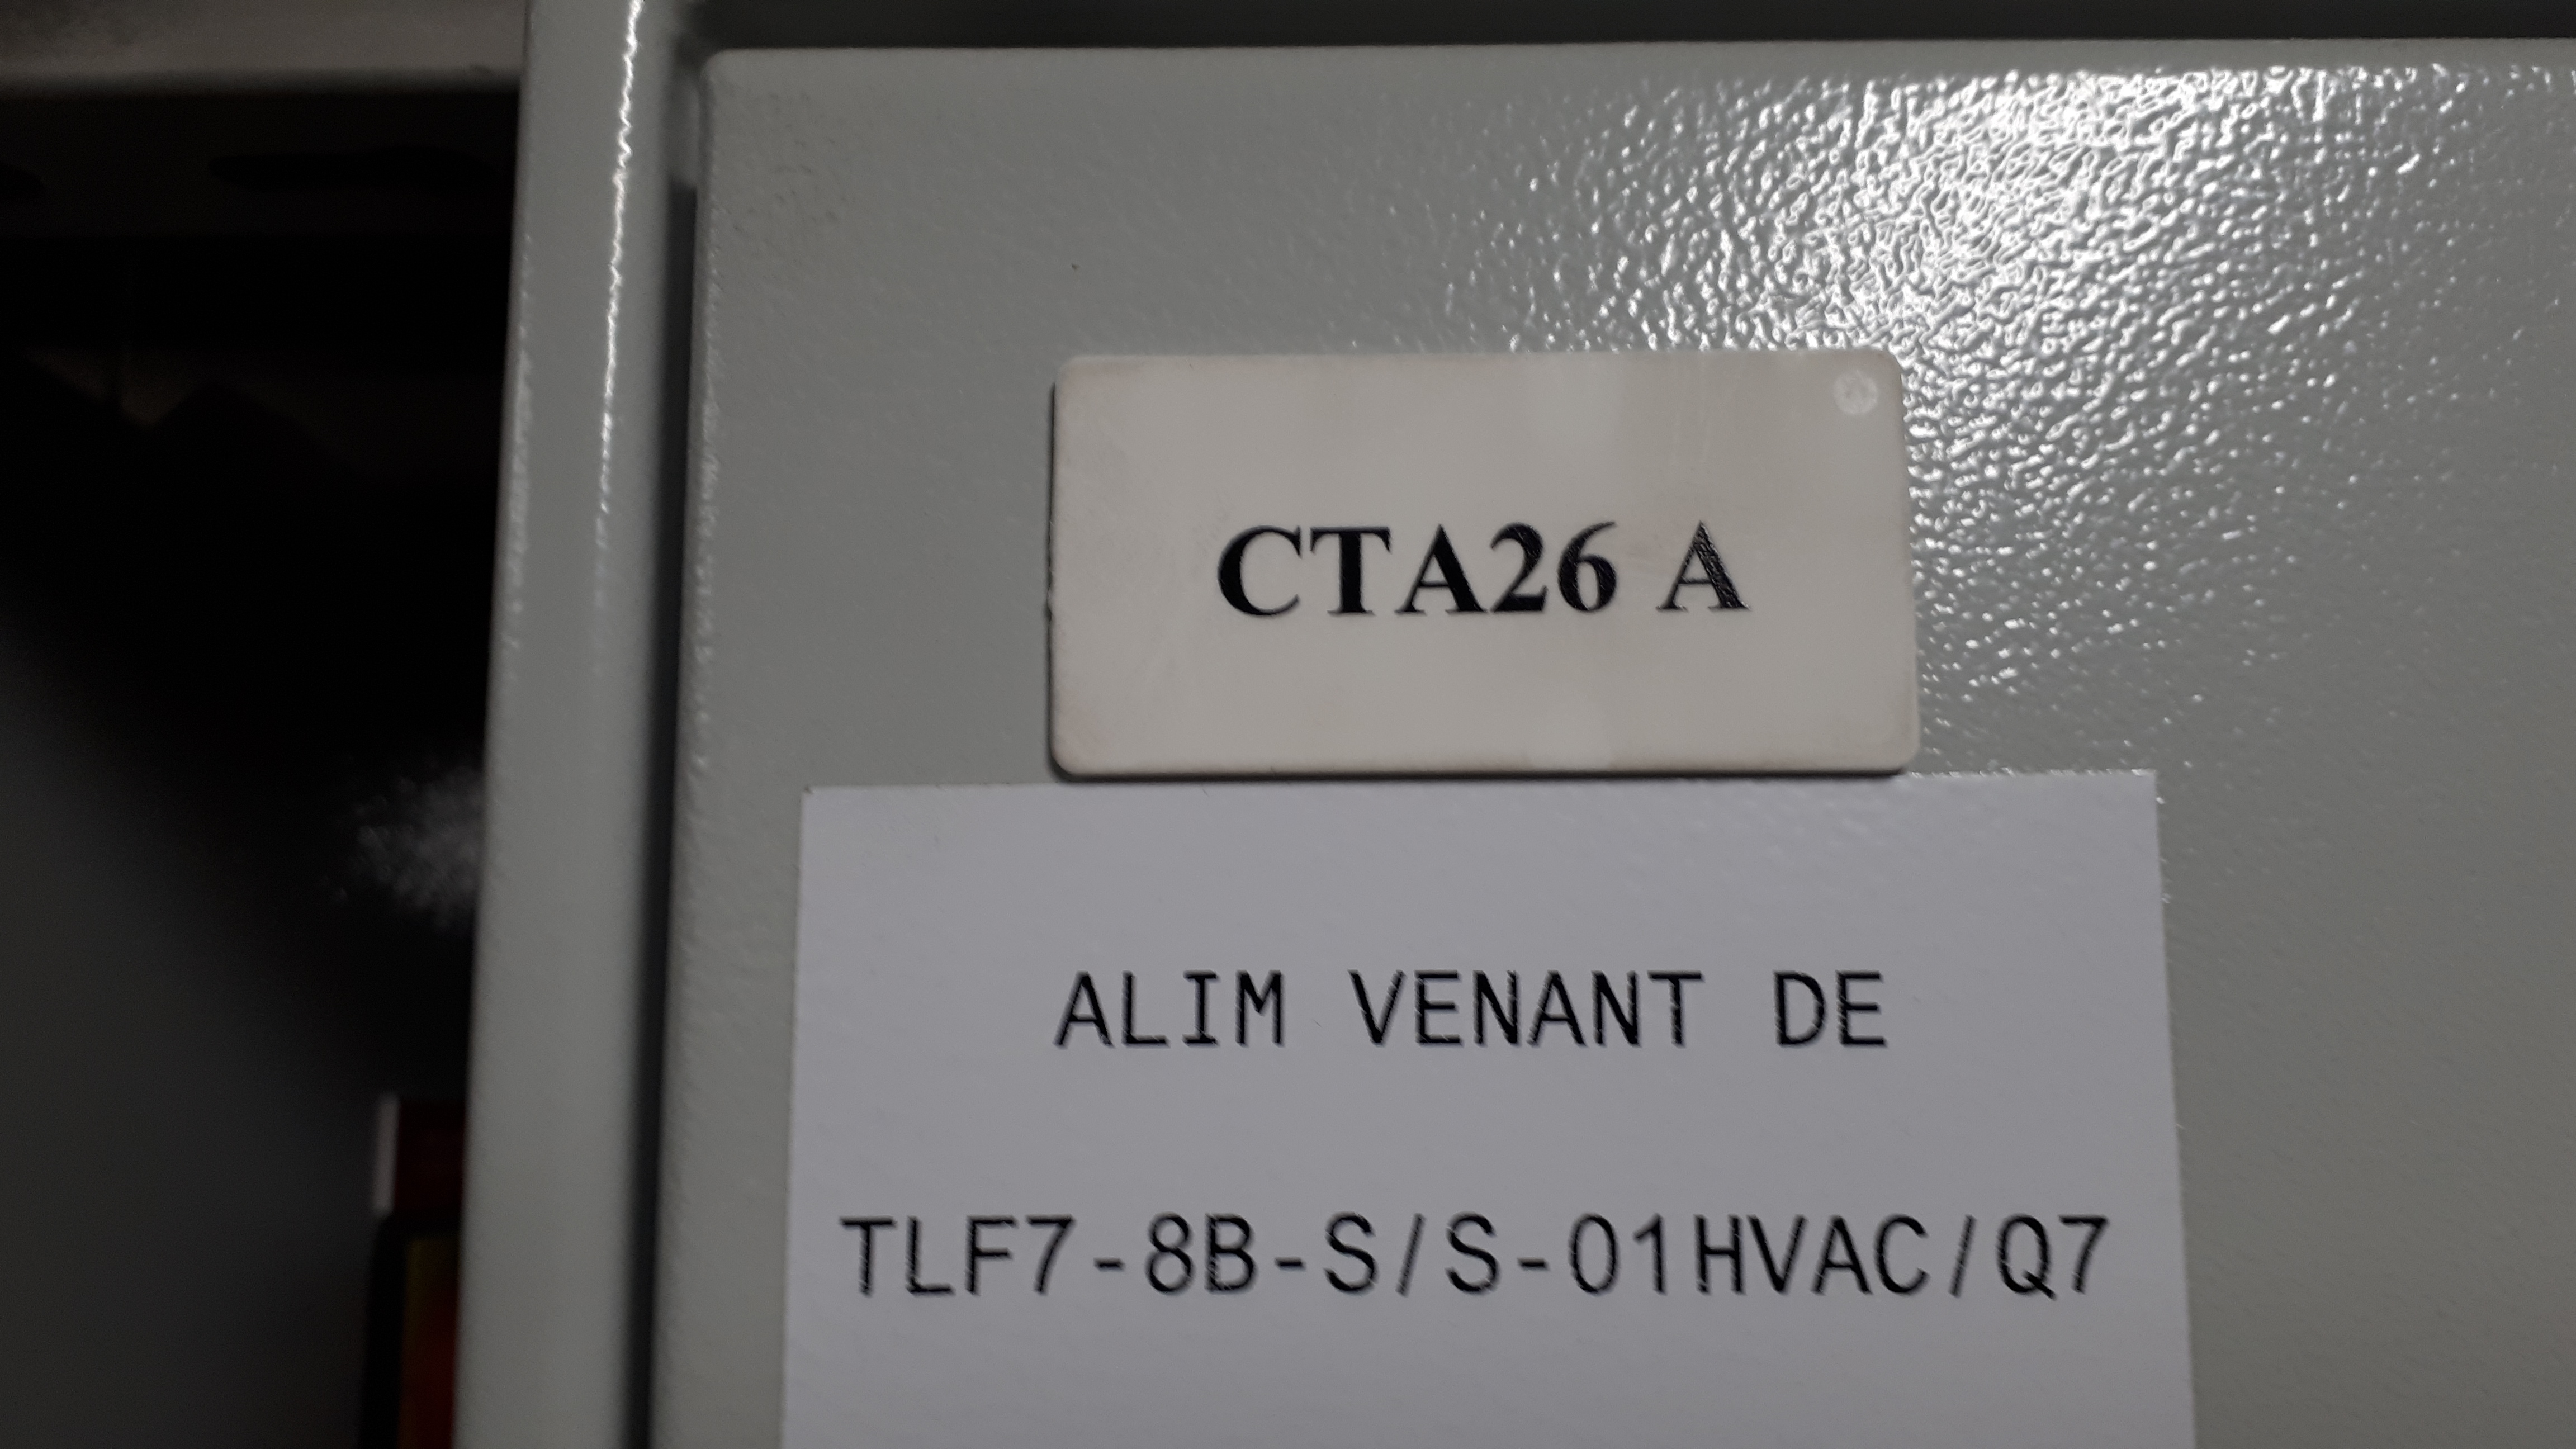 CTA26 A
ALIM VENANT DE
TLF7-8B-S/S-01HVAC/Q7